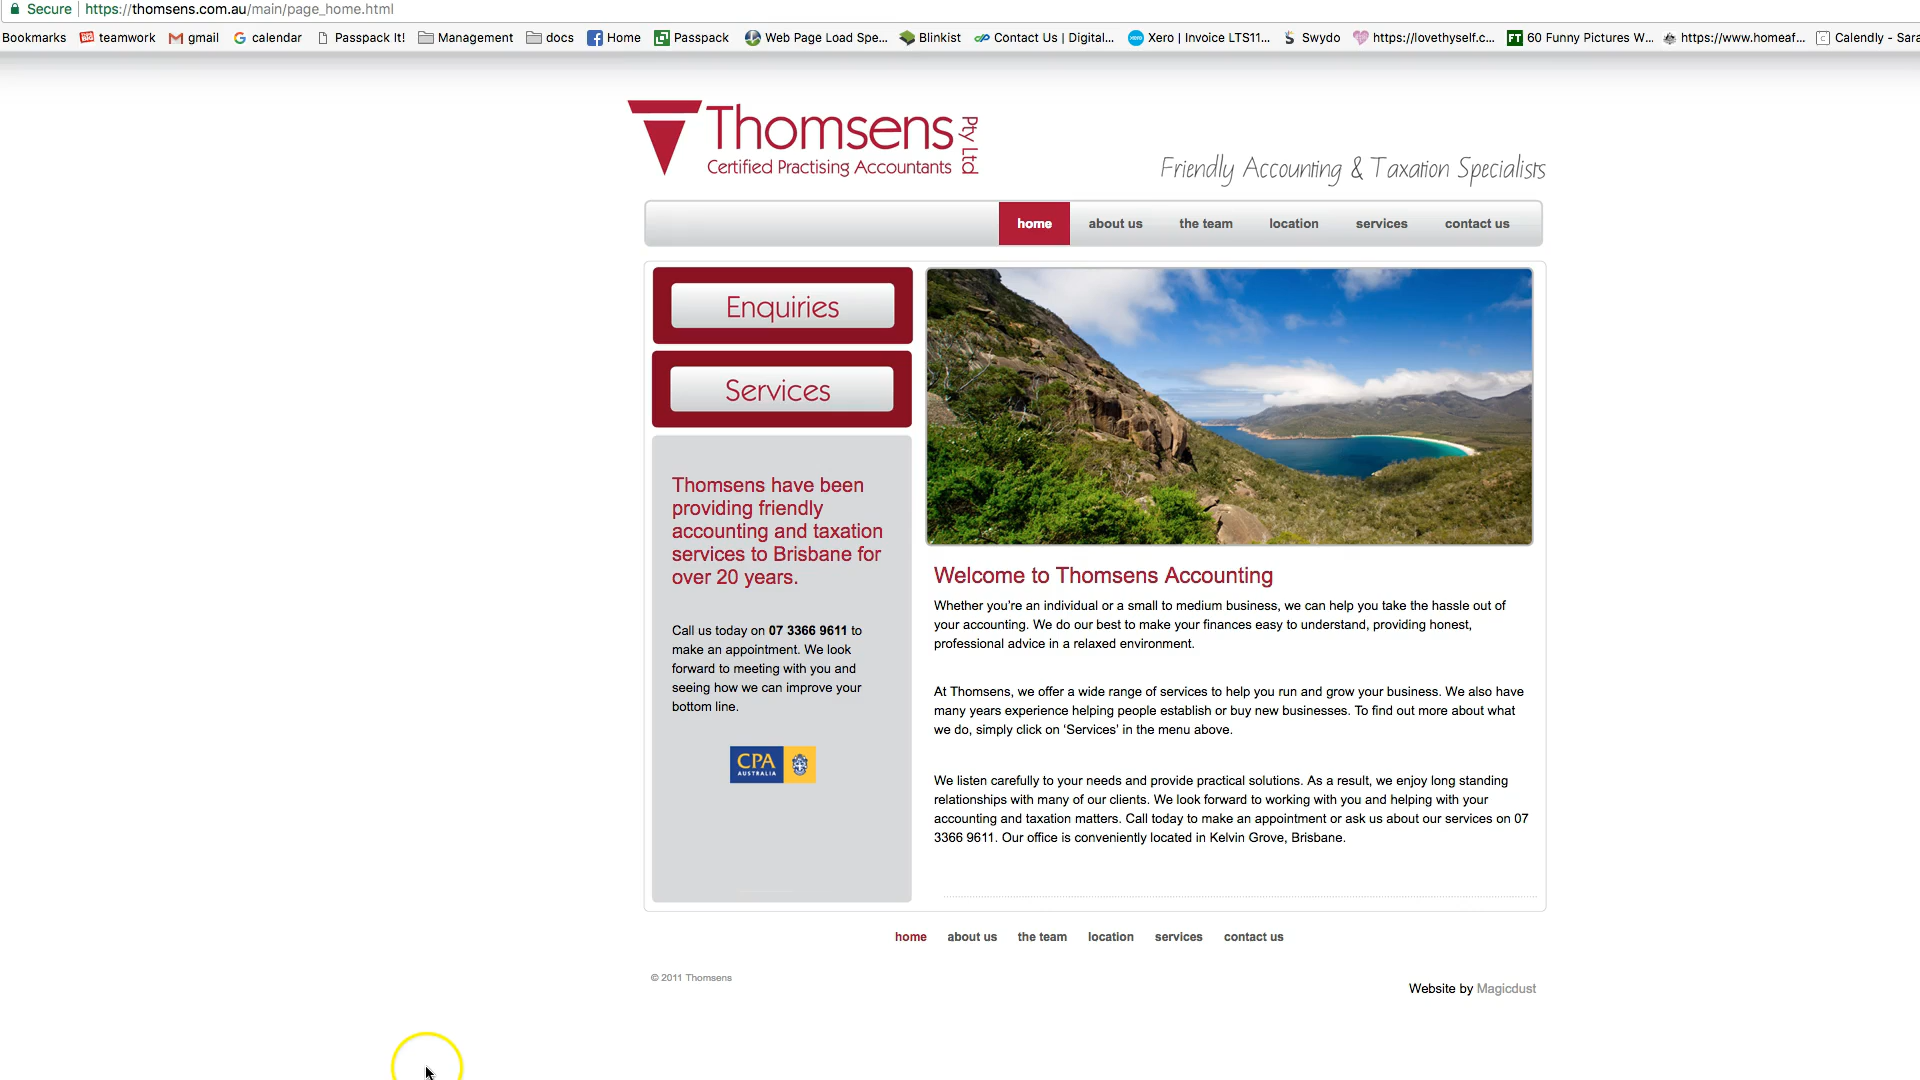 Secure https://thomsens.com.au/main/page_home.html
Bookmarks teamwork gmail calendar Passpack It! Management docs Home Passpack Web Page Load Spe... Blinkist Contact Us | Digital... Xero | Invoice LTS11... Swydo https://lovethyself.c... 60 Funny Pictures W... https://www.homeaf... Calendly - Sara
Thomsens Pty Ltd
Certified Practising Accountants
Friendly Accounting & Taxation Specialists
home about us the team location services contact us
Enquiries
Services
Thomsens have been
providing friendly
accounting and taxation
services to Brisbane for
over 20 years.
Call us today on 07 3366 9611 to
make an appointment. We look
forward to meeting with you and
seeing how we can improve your
bottom line.
CPA
AUSTRALIA
Welcome to Thomsens Accounting
Whether you're an individual or a small to medium business, we can help you take the hassle out of
your accounting. We do our best to make your finances easy to understand, providing honest,
professional advice in a relaxed environment.
At Thomsens, we offer a wide range of services to help you run and grow your business. We also have
many years experience helping people establish or buy new businesses. To find out more about what
we do, simply click on 'Services' in the menu above.
We listen carefully to your needs and provide practical solutions. As a result, we enjoy long standing
relationships with many of our clients. We look forward to working with you and helping with your
accounting and taxation matters. Call today to make an appointment or ask us about our services on 07
3366 9611. Our office is conveniently located in Kelvin Grove, Brisbane.
home about us the team location services contact us
© 2011 Thomsens
Website by Magicdust